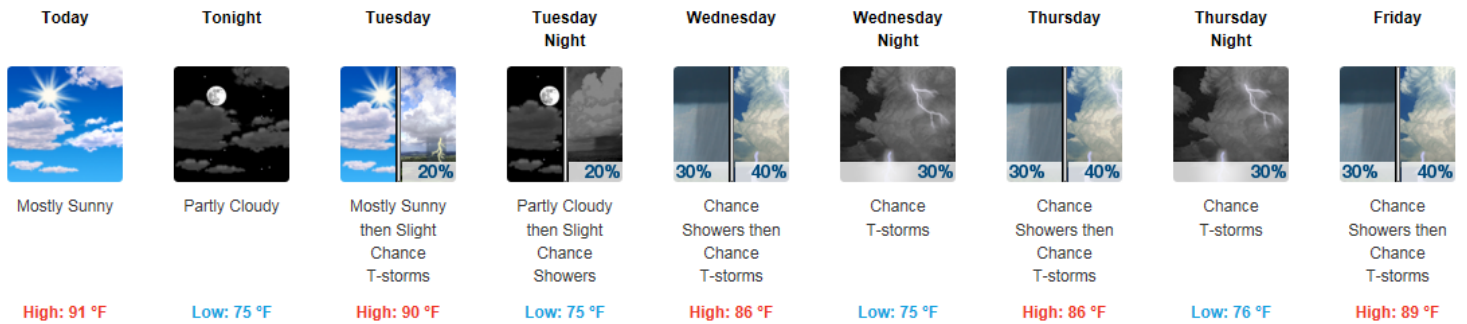 Today
Tonight
Tuesday
Tuesday
Night
Wednesday
Wednesday
Night
Thursday
Thursday
Night
Friday
20%
20%
30%
40%
30%
30%
40%
30%
30%
40%
Mostly Sunny
Partly Cloudy
Mostly Sunny
then Slight
Chance
T-storms
Partly Cloudy
then Slight
Chance
Showers
Chance
Showers then
Chance
T-storms
Chance
T-storms
Chance
Showers then
Chance
T-storms
Chance
T-storms
Chance
Showers then
Chance
T-storms
High: 91 °F
Low: 75 °F
High: 90 °F
Low: 75 °F
High: 86 °F
Low: 75 °F
High: 86 °F
Low: 76 °F
High: 89 °F